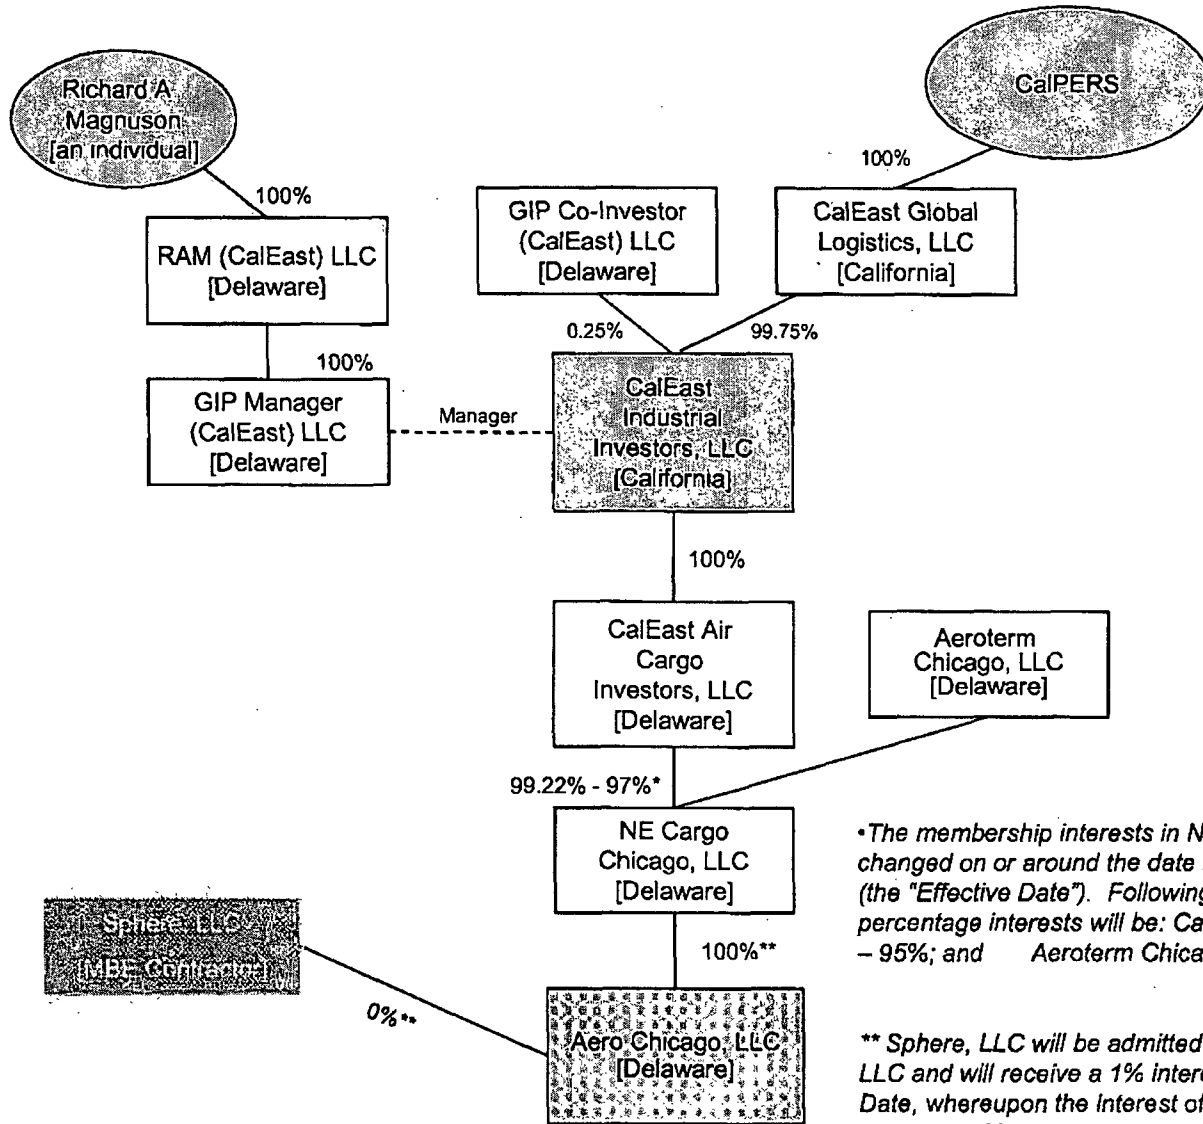 Richard A
Magnuson
[an individual]
CalPERS
100%
100%
RAM (CalEast) LLC
[Delaware]
GIP Co-Investor
(CalEast) LLC
[Delaware]
CalEast Global
Logistics, LLC
[California]
100%
0.25%
99.75%
GIP Manager
(CalEast) LLC
[Delaware]
Manager
CalEast
Industrial
Investors, LLC
[California]
100%
CalEast Air
Cargo
Investors, LLC
[Delaware]
Aeroterm
Chicago, LLC
[Delaware]
99.22% - 97%*
NE Cargo
Chicago, LLC
[Delaware]
•The membership interests in N
changed on or around the date
(the "Effective Date"). Following
percentage interests will be: Ca
– 95%; and Aeroterm Chica
Sphere, LLC
[MBE Contractor]
100%**
0%**
Aero Chicago, LLC
[Delaware]
** Sphere, LLC will be admitted
LLC and will receive a 1% intere
Date, whereupon the interest of